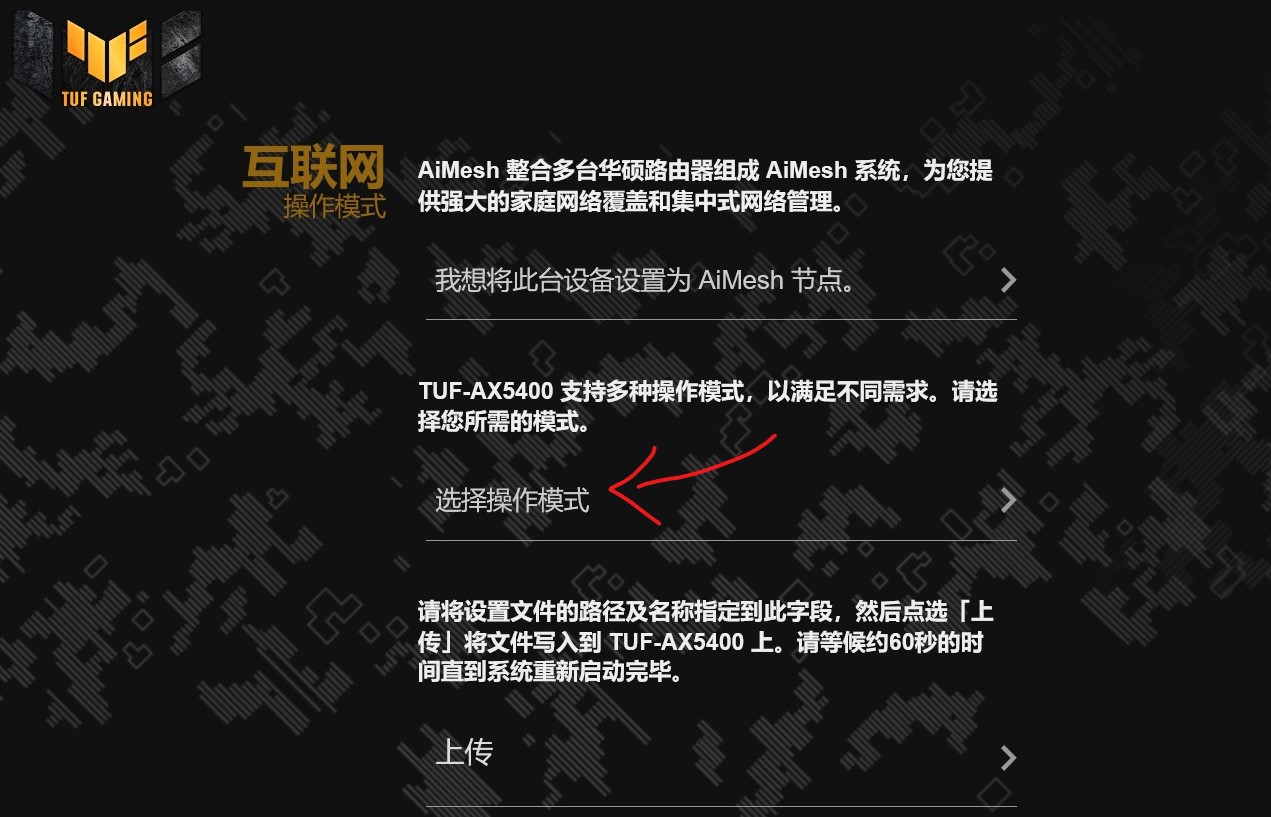 TUF GAMING
互联网
操作模式
AiMesh 整合多台华硕路由器组成 AiMesh 系统，为您提
供强大的家庭网络覆盖和集中式网络管理。
我想将此台设备设置为 AiMesh 节点。
TUF-AX5400 支持多种操作模式，以满足不同需求。请选
择您所需的模式。
选择操作模式
请将设置文件的路径及名称指定到此字段，然后点选「上
传」将文件写入到 TUF-AX5400 上。请等候约60秒的时
间直到系统重新启动完毕。
上传